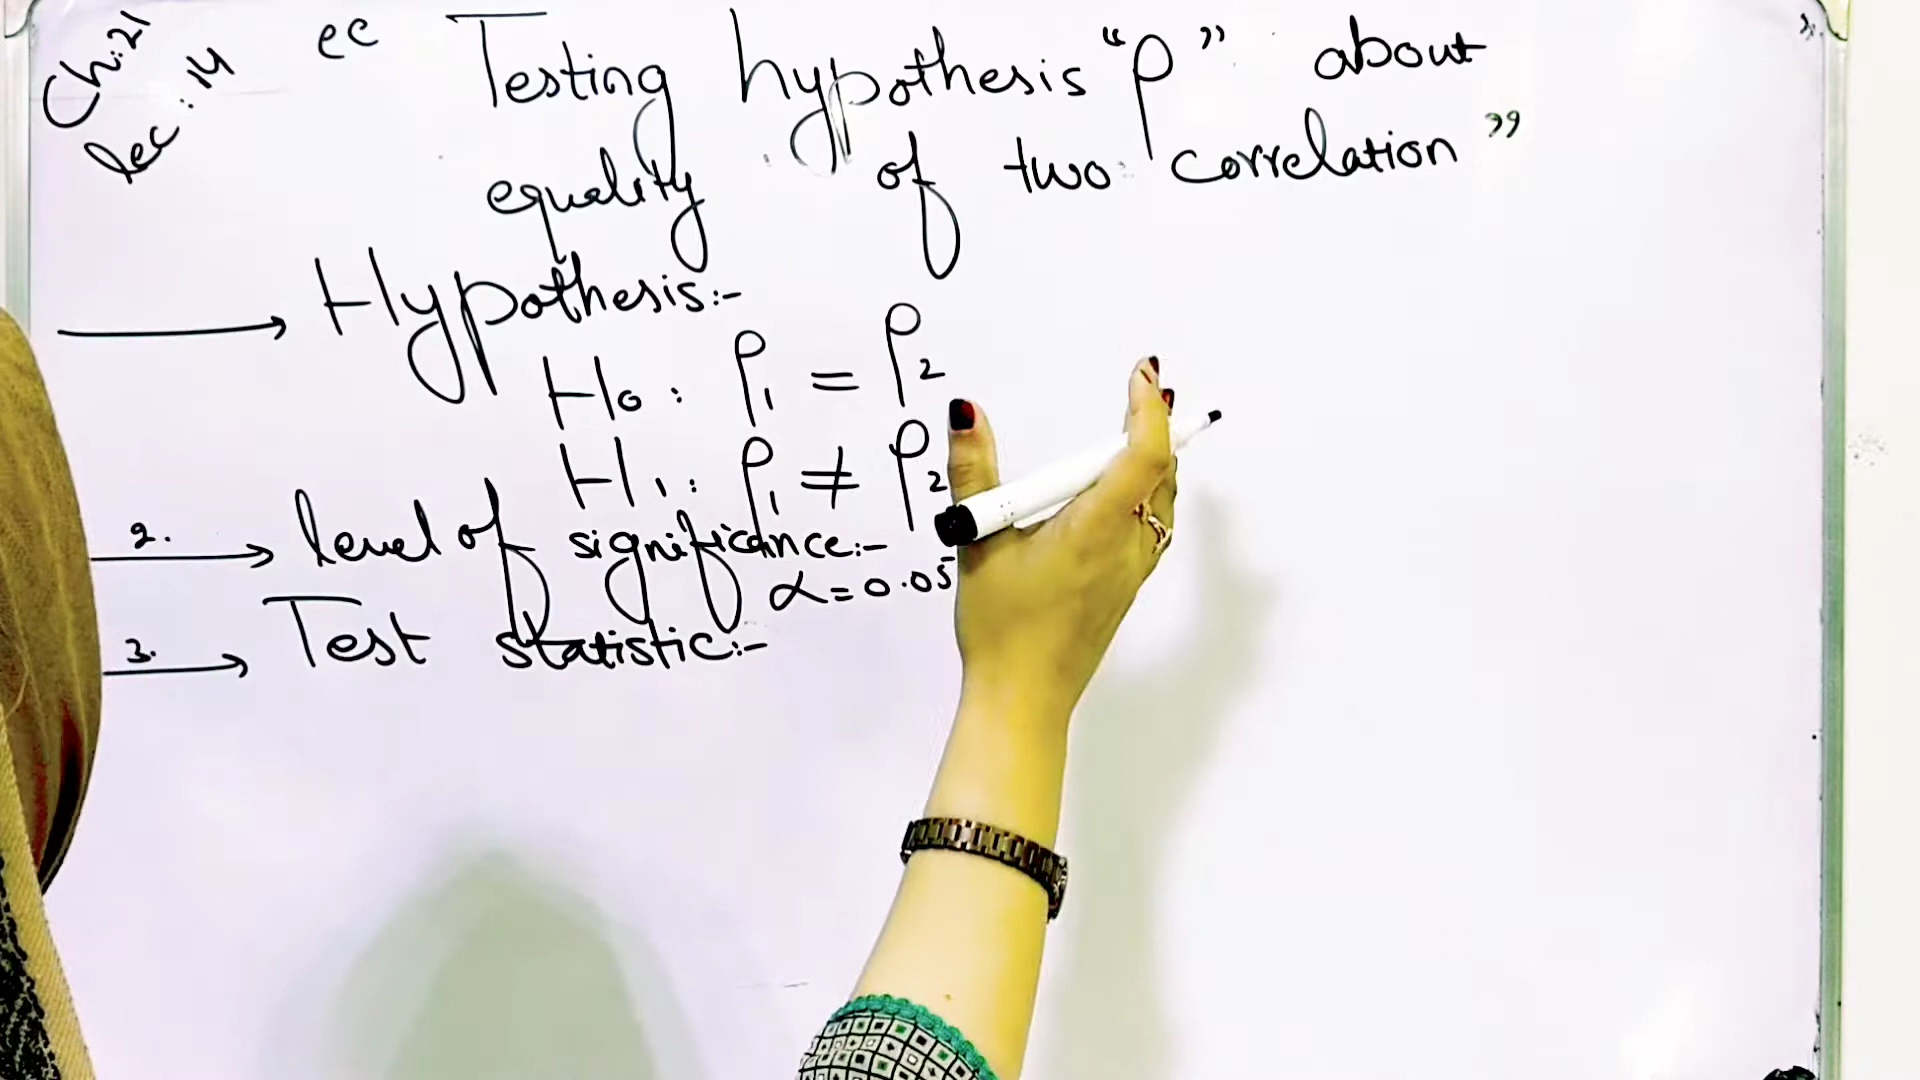 Ch:21
lec:14
" Testing hypothesis "ρ" about
equality of two correlation "
Hypothesis:-
H0: ρ1 = ρ2
H1: ρ1 ≠ ρ2
2. level of significance:-
α=0.05
3. Test statistic:-